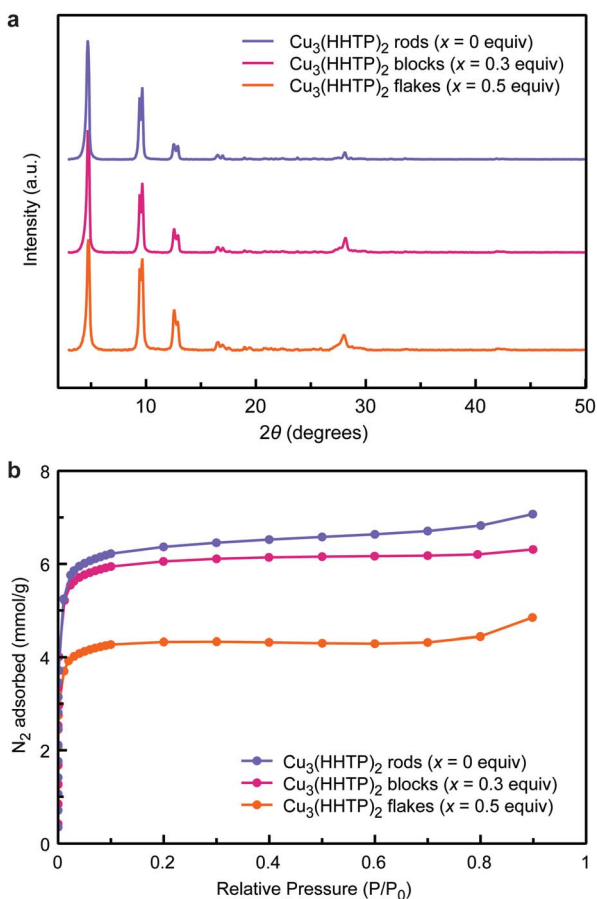 a
Cu3(HHTP)2 rods (x = 0 equiv)
Cu3(HHTP)2 blocks (x = 0.3 equiv)
Cu3(HHTP)2 flakes (x = 0.5 equiv)
Intensity (a.u.)
10 20 30 40 50
2θ (degrees)
b
8
6
4
2
0
N2 adsorbed (mmol/g)
Cu3(HHTP)2 rods (x = 0 equiv)
Cu3(HHTP)2 blocks (x = 0.3 equiv)
Cu3(HHTP)2 flakes (x = 0.5 equiv)
0 0.2 0.4 0.6 0.8 1
Relative Pressure (P/P0)